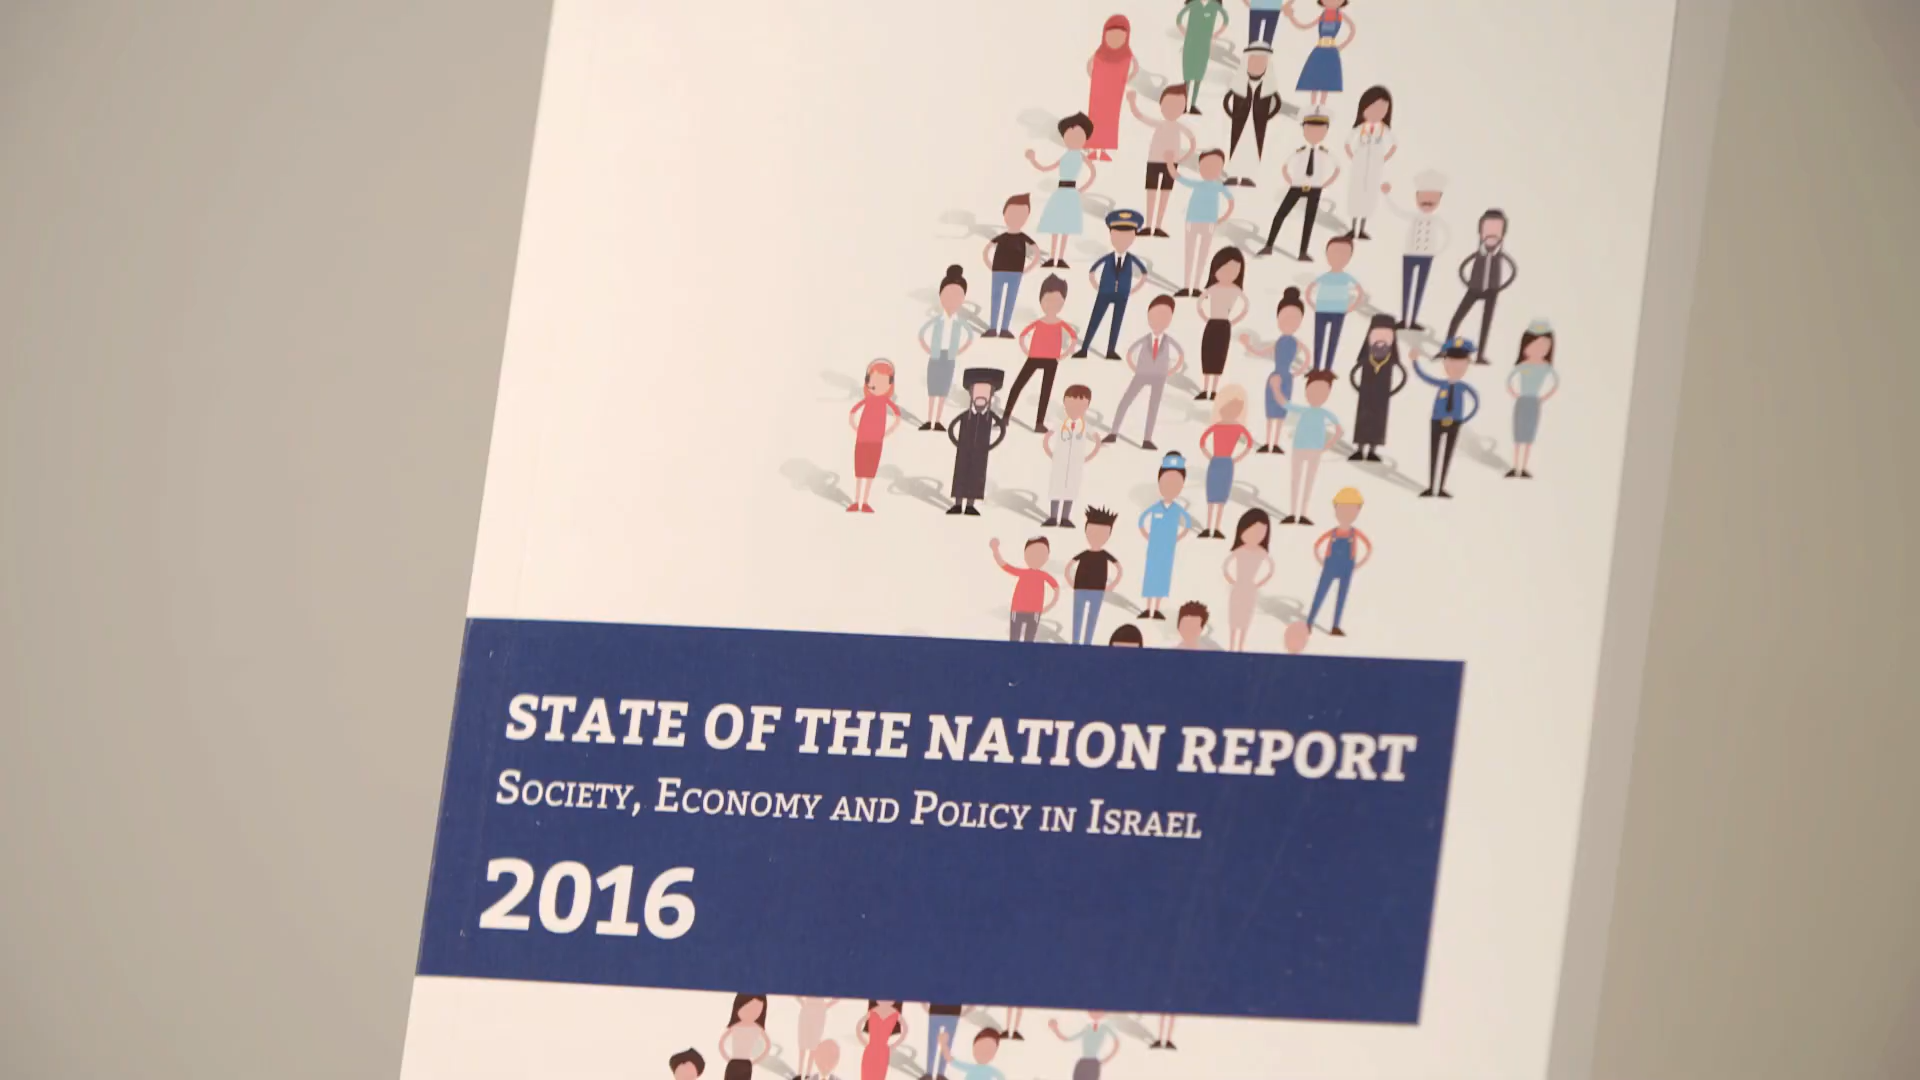 STATE OF THE NATION REPORT
SOCIETY, ECONOMY AND POLICY IN ISRAEL
2016